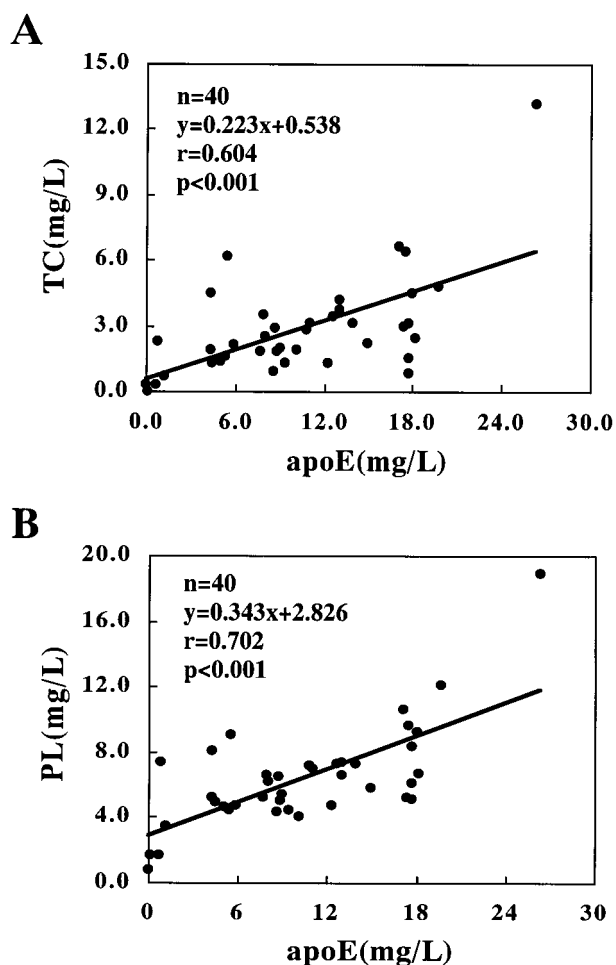 A
15.0
12.0
9.0
6.0
3.0
0.0
TC(mg/L)
n=40
y=0.223x+0.538
r=0.604
p<0.001
0.0 6.0 12.0 18.0 24.0 30.0
apoE(mg/L)
B
20.0
16.0
12.0
8.0
4.0
0.0
PL(mg/L)
n=40
y=0.343x+2.826
r=0.702
p<0.001
0 6 12 18 24 30
apoE(mg/L)